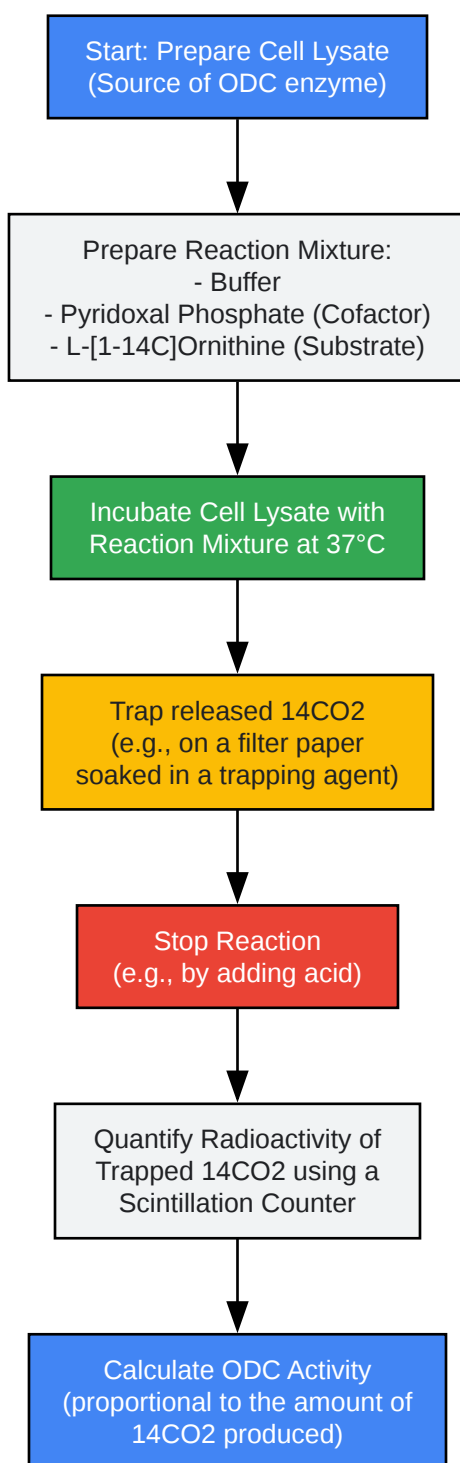 Start: Prepare Cell Lysate
(Source of ODC enzyme)
Prepare Reaction Mixture:
- Buffer
- Pyridoxal Phosphate (Cofactor)
- L-[1-14C]Ornithine (Substrate)
Incubate Cell Lysate with
Reaction Mixture at 37°C
Trap released 14CO2
(e.g., on a filter paper
soaked in a trapping agent)
Stop Reaction
(e.g., by adding acid)
Quantify Radioactivity of
Trapped 14CO2 using a
Scintillation Counter
Calculate ODC Activity
(proportional to the amount of
14CO2 produced)